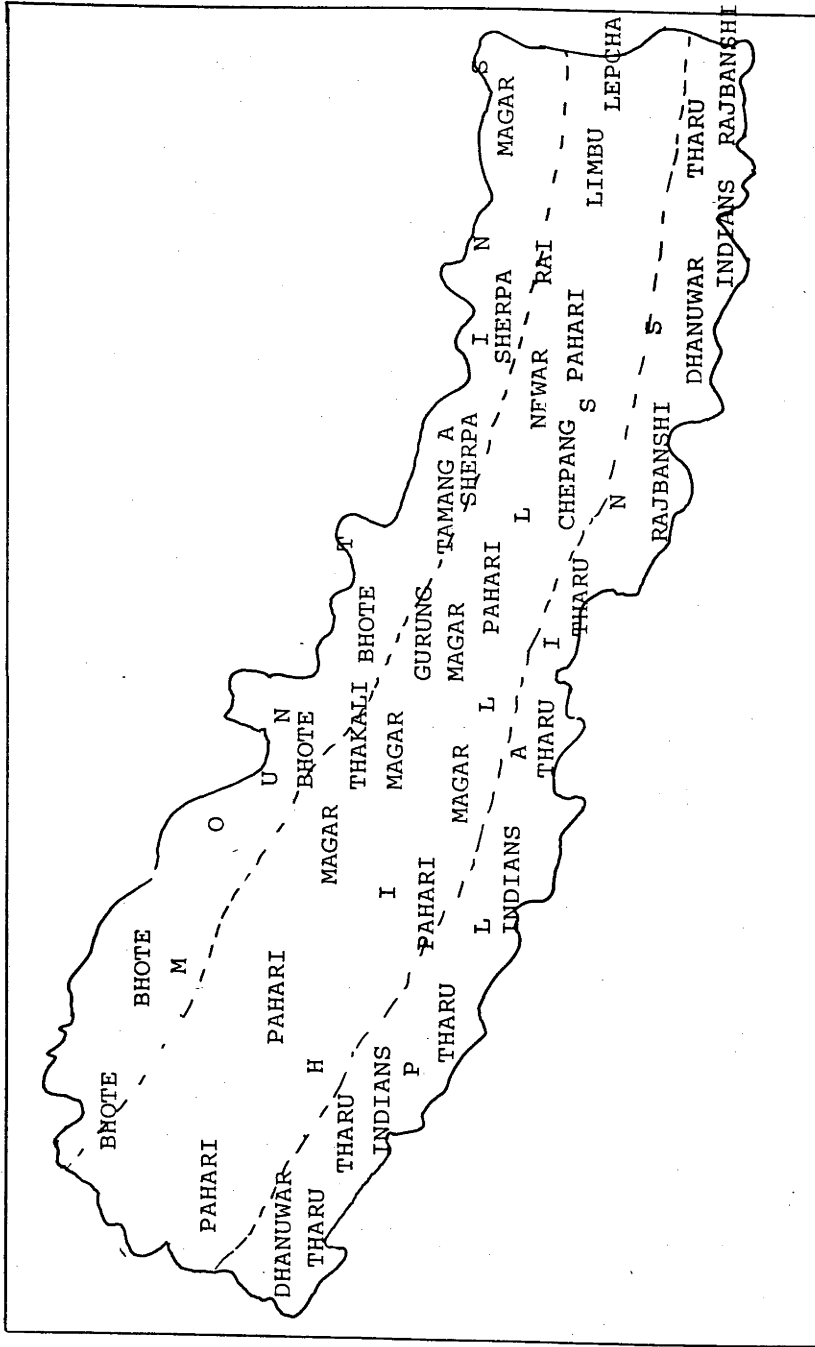 BHOTE
BHOTE
M O U N T A I N S
PAHARI
PAHARI
BHOTE
DHANUWAR
THARU
MAGAR
H I L L S
THARU
THAKALI
BHOTE
INDIANS
MAGAR
P L A I N S
GURUNG
PAHARI
TAMANG
THARU
MAGAR
MAGAR
SHERPA
PAHARI
SHERPA
MAGAR
INDIANS
NEWAR
RAI
THARU
CHEPANG
PAHARI
THARU
LIMBU
LEPCHA
RAJBANSHI
DHANUWAR
THARU
INDIANS
RAJBANSHI